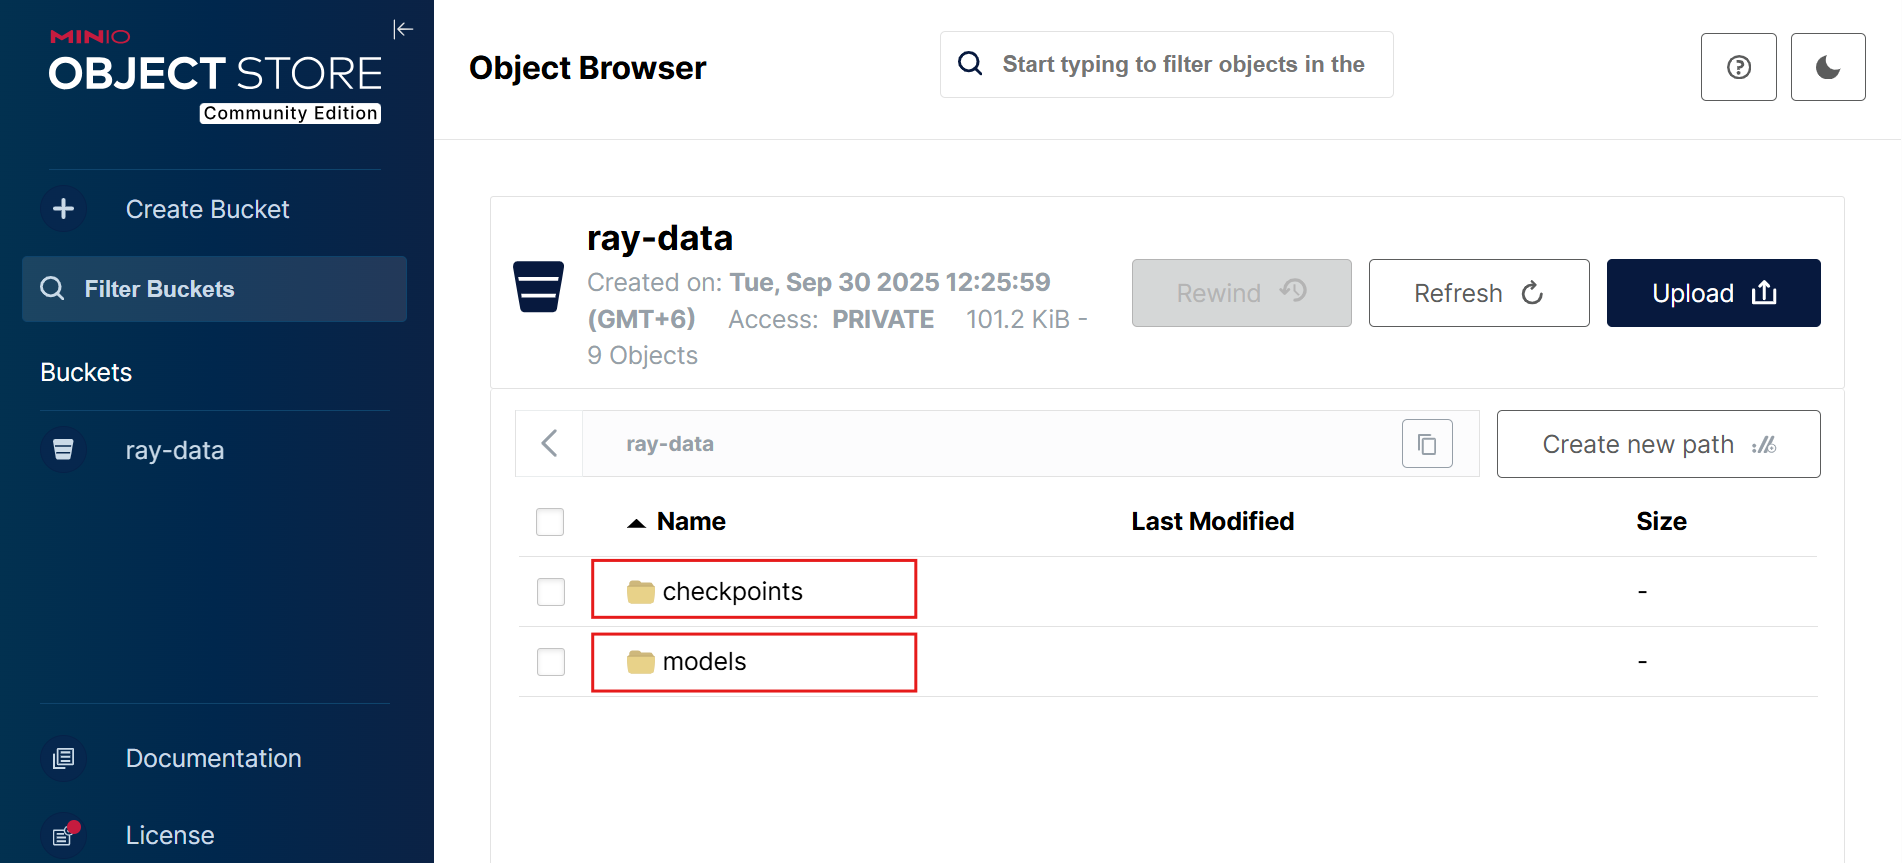 MINIO
OBJECT STORE
Community Edition
Create Bucket
Filter Buckets
Buckets
ray-data
Documentation
License
Object Browser
Start typing to filter objects in the
ray-data
Created on: Tue, Sep 30 2025 12:25:59
(GMT+6) Access: PRIVATE 101.2 KiB -
9 Objects
Rewind
Refresh
Upload
ray-data
Create new path
Name Last Modified Size
checkpoints -
models -